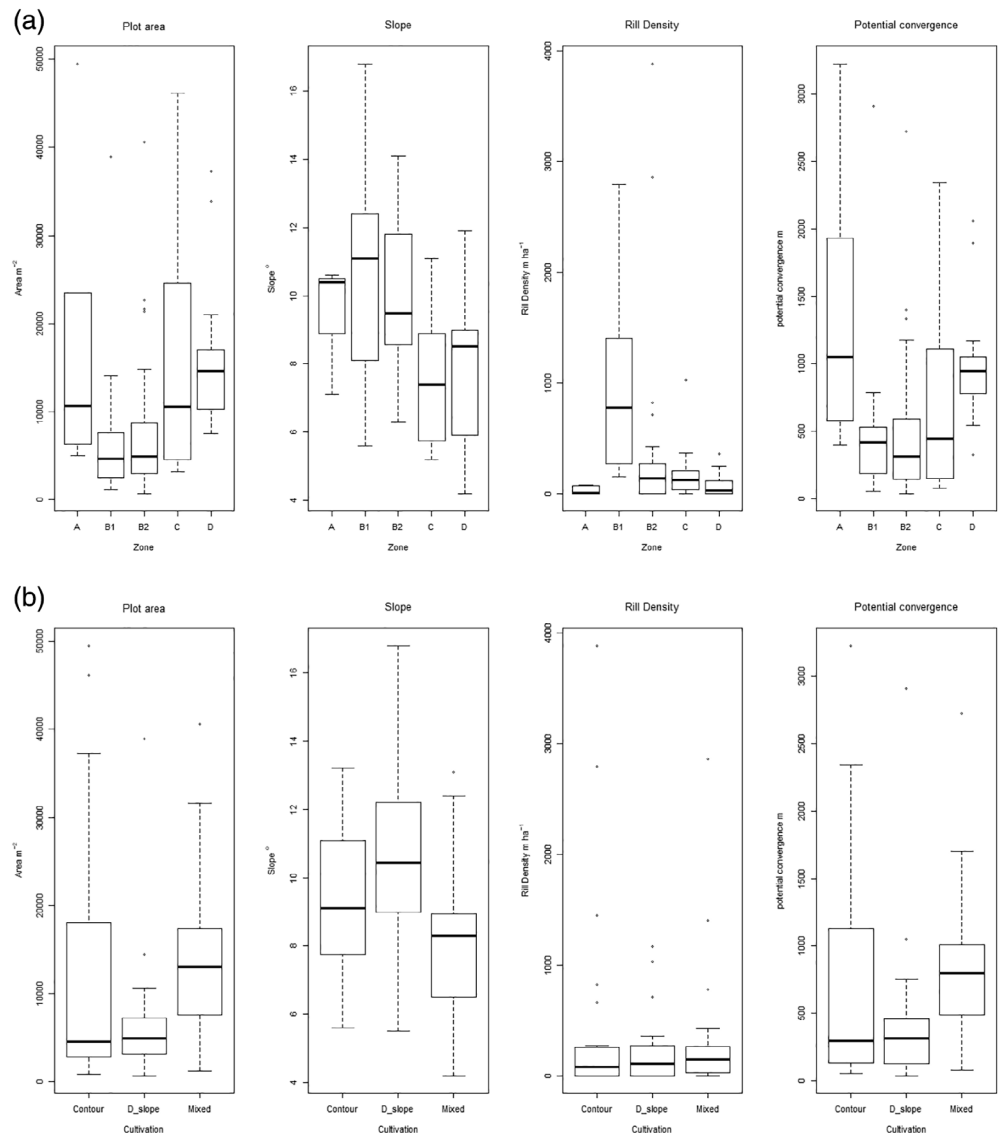 (a)
Plot area
Area m⁻²
50000
40000
30000
20000
10000
0
A B1 B2 C D
Zone
Slope
Slope °
16
14
12
10
8
6
4
A B1 B2 C D
Zone
Rill Density
Rill Density m ha⁻¹
4000
3000
2000
1000
0
A B1 B2 C D
Zone
Potential convergence
potential convergence m
3000
2500
2000
1500
1000
500
0
A B1 B2 C D
Zone
(b)
Plot area
Area m⁻²
50000
40000
30000
20000
10000
0
Contour D_slope Mixed
Cultivation
Slope
Slope °
16
14
12
10
8
6
4
Contour D_slope Mixed
Cultivation
Rill Density
Rill Density m ha⁻¹
4000
3000
2000
1000
0
Contour D_slope Mixed
Cultivation
Potential convergence
potential convergence m
3000
2500
2000
1500
1000
500
0
Contour D_slope Mixed
Cultivation